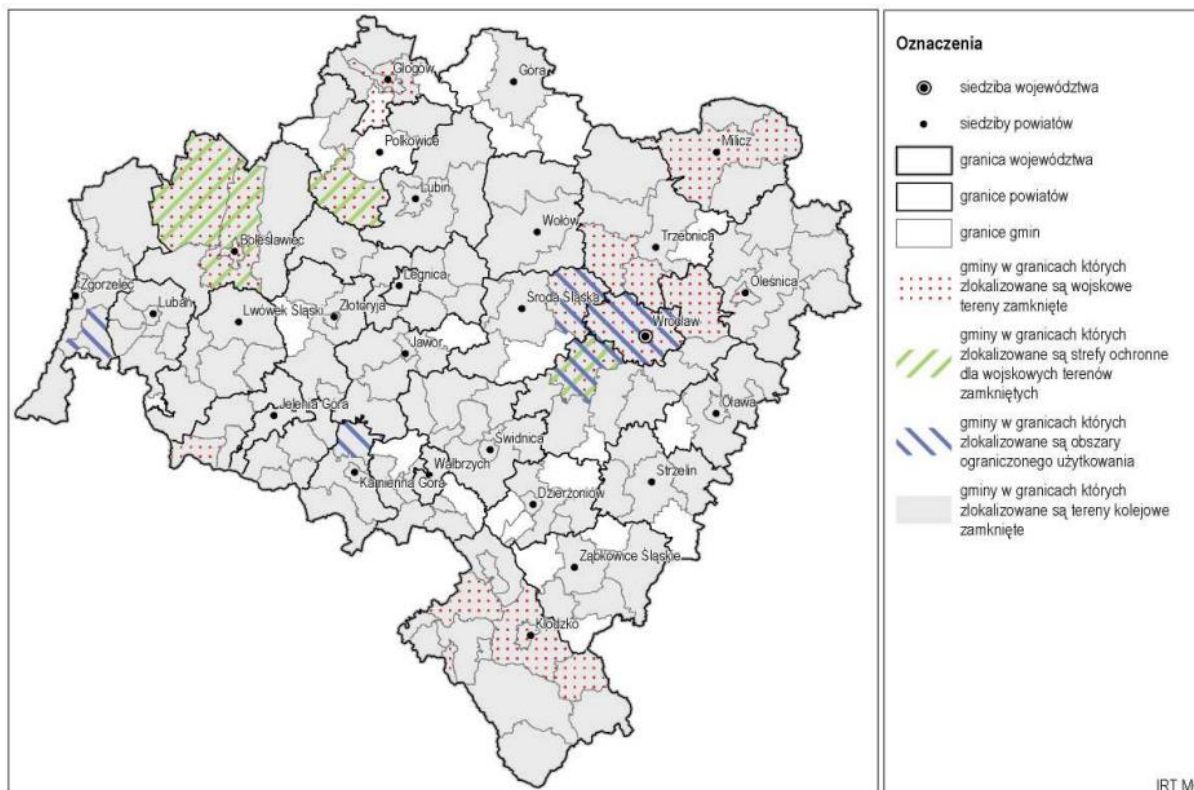 Głogów
Góra
Polkowice
Milicz
Lubin
Wołów
Trzebnica
Bolesławiec
Legnica
Oleśnica
Zgorzelec
Środa Śląska
Lubań
Lwówek Śląski
Złotoryja
Wrocław
Jawor
Jelenia Góra
Oława
Świdnica
Wałbrzych
Kamienna Góra
Strzelin
Dzierżoniów
Ząbkowice Śląskie
Kłodzko
Oznaczenia
siedziba województwa
siedziby powiatów
granica województwa
granice powiatów
granice gmin
gminy w granicach których
zlokalizowane są wojskowe
tereny zamknięte
gminy w granicach których
zlokalizowane są strefy ochronne
dla wojskowych terenów
zamkniętych
gminy w granicach których
zlokalizowane są obszary
ograniczonego użytkowania
gminy w granicach których
zlokalizowane są tereny kolejowe
zamknięte
IRT